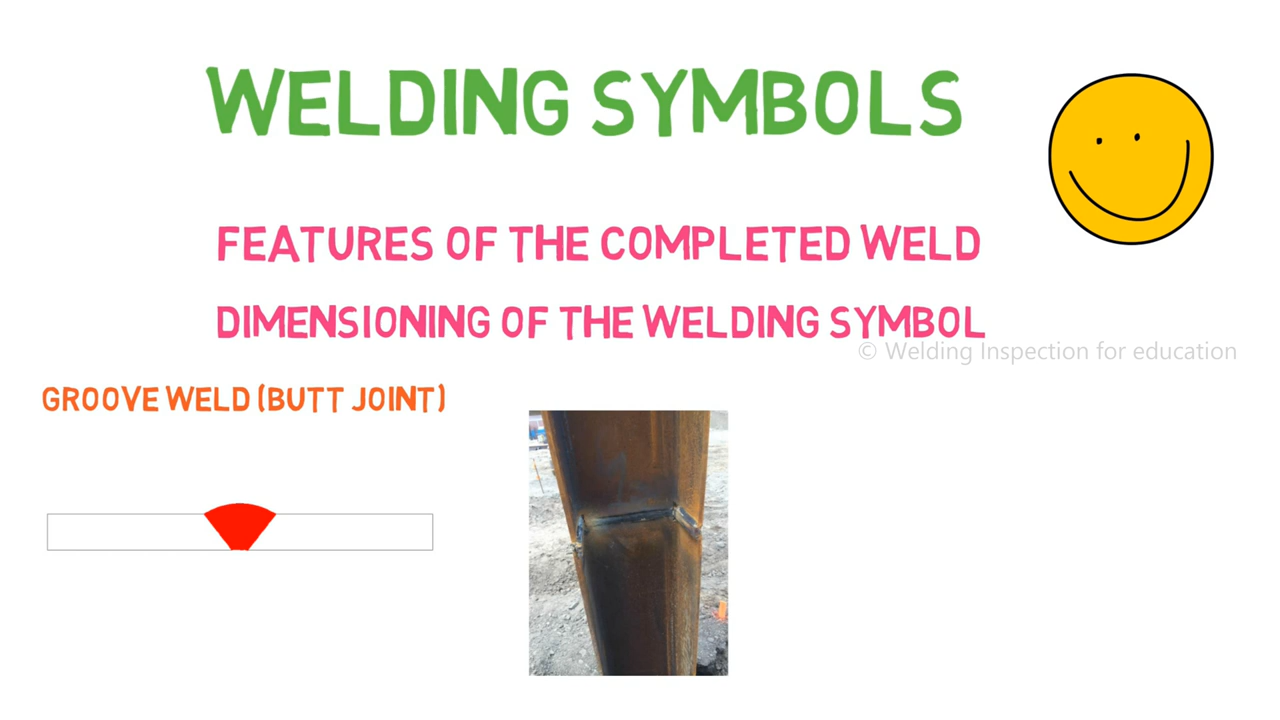 WELDING SYMBOLS
FEATURES OF THE COMPLETED WELD
DIMENSIONING OF THE WELDING SYMBOL
© Welding Inspection for education
GROOVE WELD (BUTT JOINT)